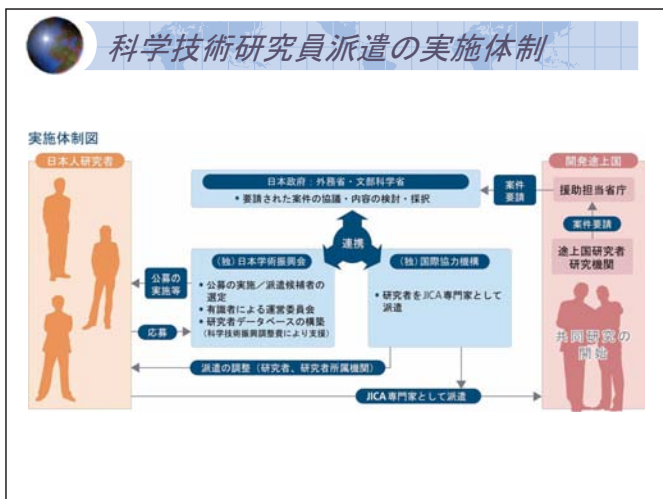 科学技術研究員派遣の実施体制
実施体制図
日本人研究者
日本政府:外務省・文部科学省
• 要請された案件の協議・内容の検討・採択
案件
要請
開発途上国
援助担当省庁
案件要請
途上国研究者
研究機関
共同研究の
開始
連携
(独)日本学術振興会
• 公募の実施/派遣候補者の
選定
• 有識者による運営委員会
• 研究者データベースの構築
(科学技術振興調整費により支援)
(独)国際協力機構
• 研究者をJICA専門家として
派遣
公募の
実施等
応募
派遣の調整(研究者、研究者所属機関)
JICA専門家として派遣